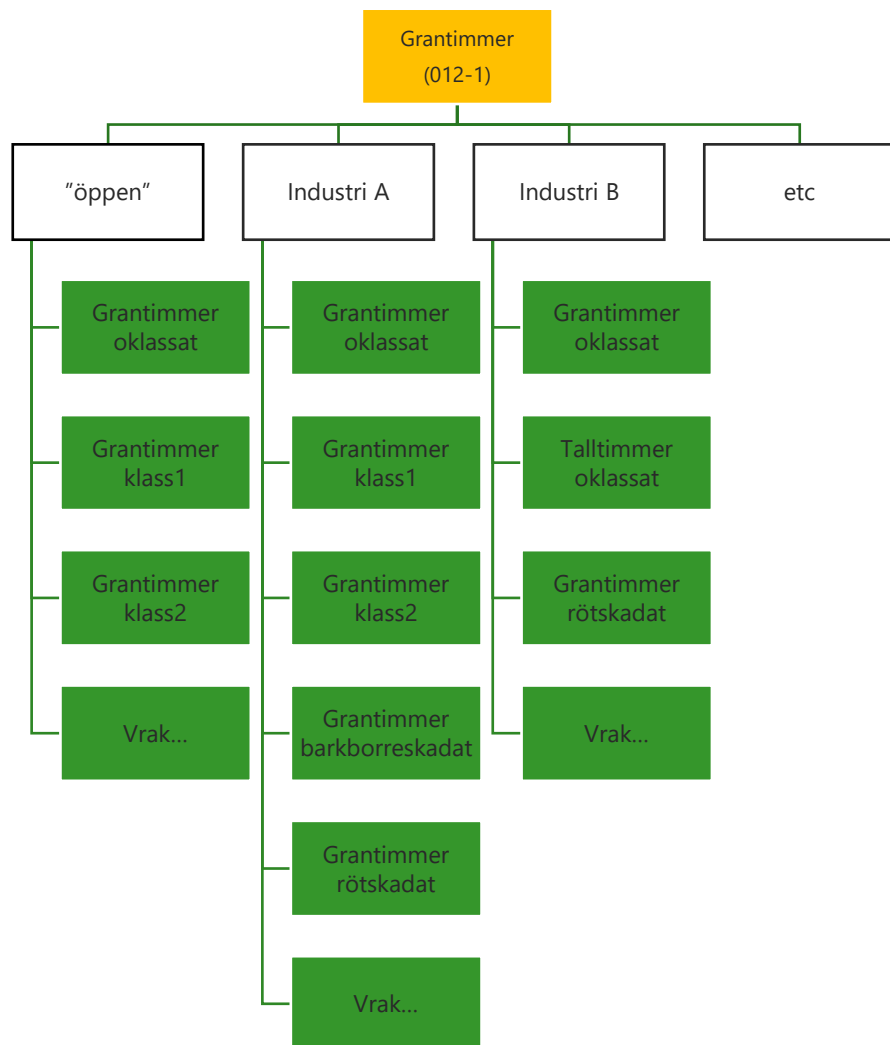 Grantimmer
(012-1)
”öppen”
Industri A
Industri B
etc
Grantimmer
oklassat
Grantimmer
klass1
Grantimmer
klass2
Vrak...
Grantimmer
oklassat
Grantimmer
klass1
Grantimmer
klass2
Grantimmer
barkborreskadat
Grantimmer
rötskadat
Vrak...
Grantimmer
oklassat
Talltimmer
oklassat
Grantimmer
rötskadat
Vrak...